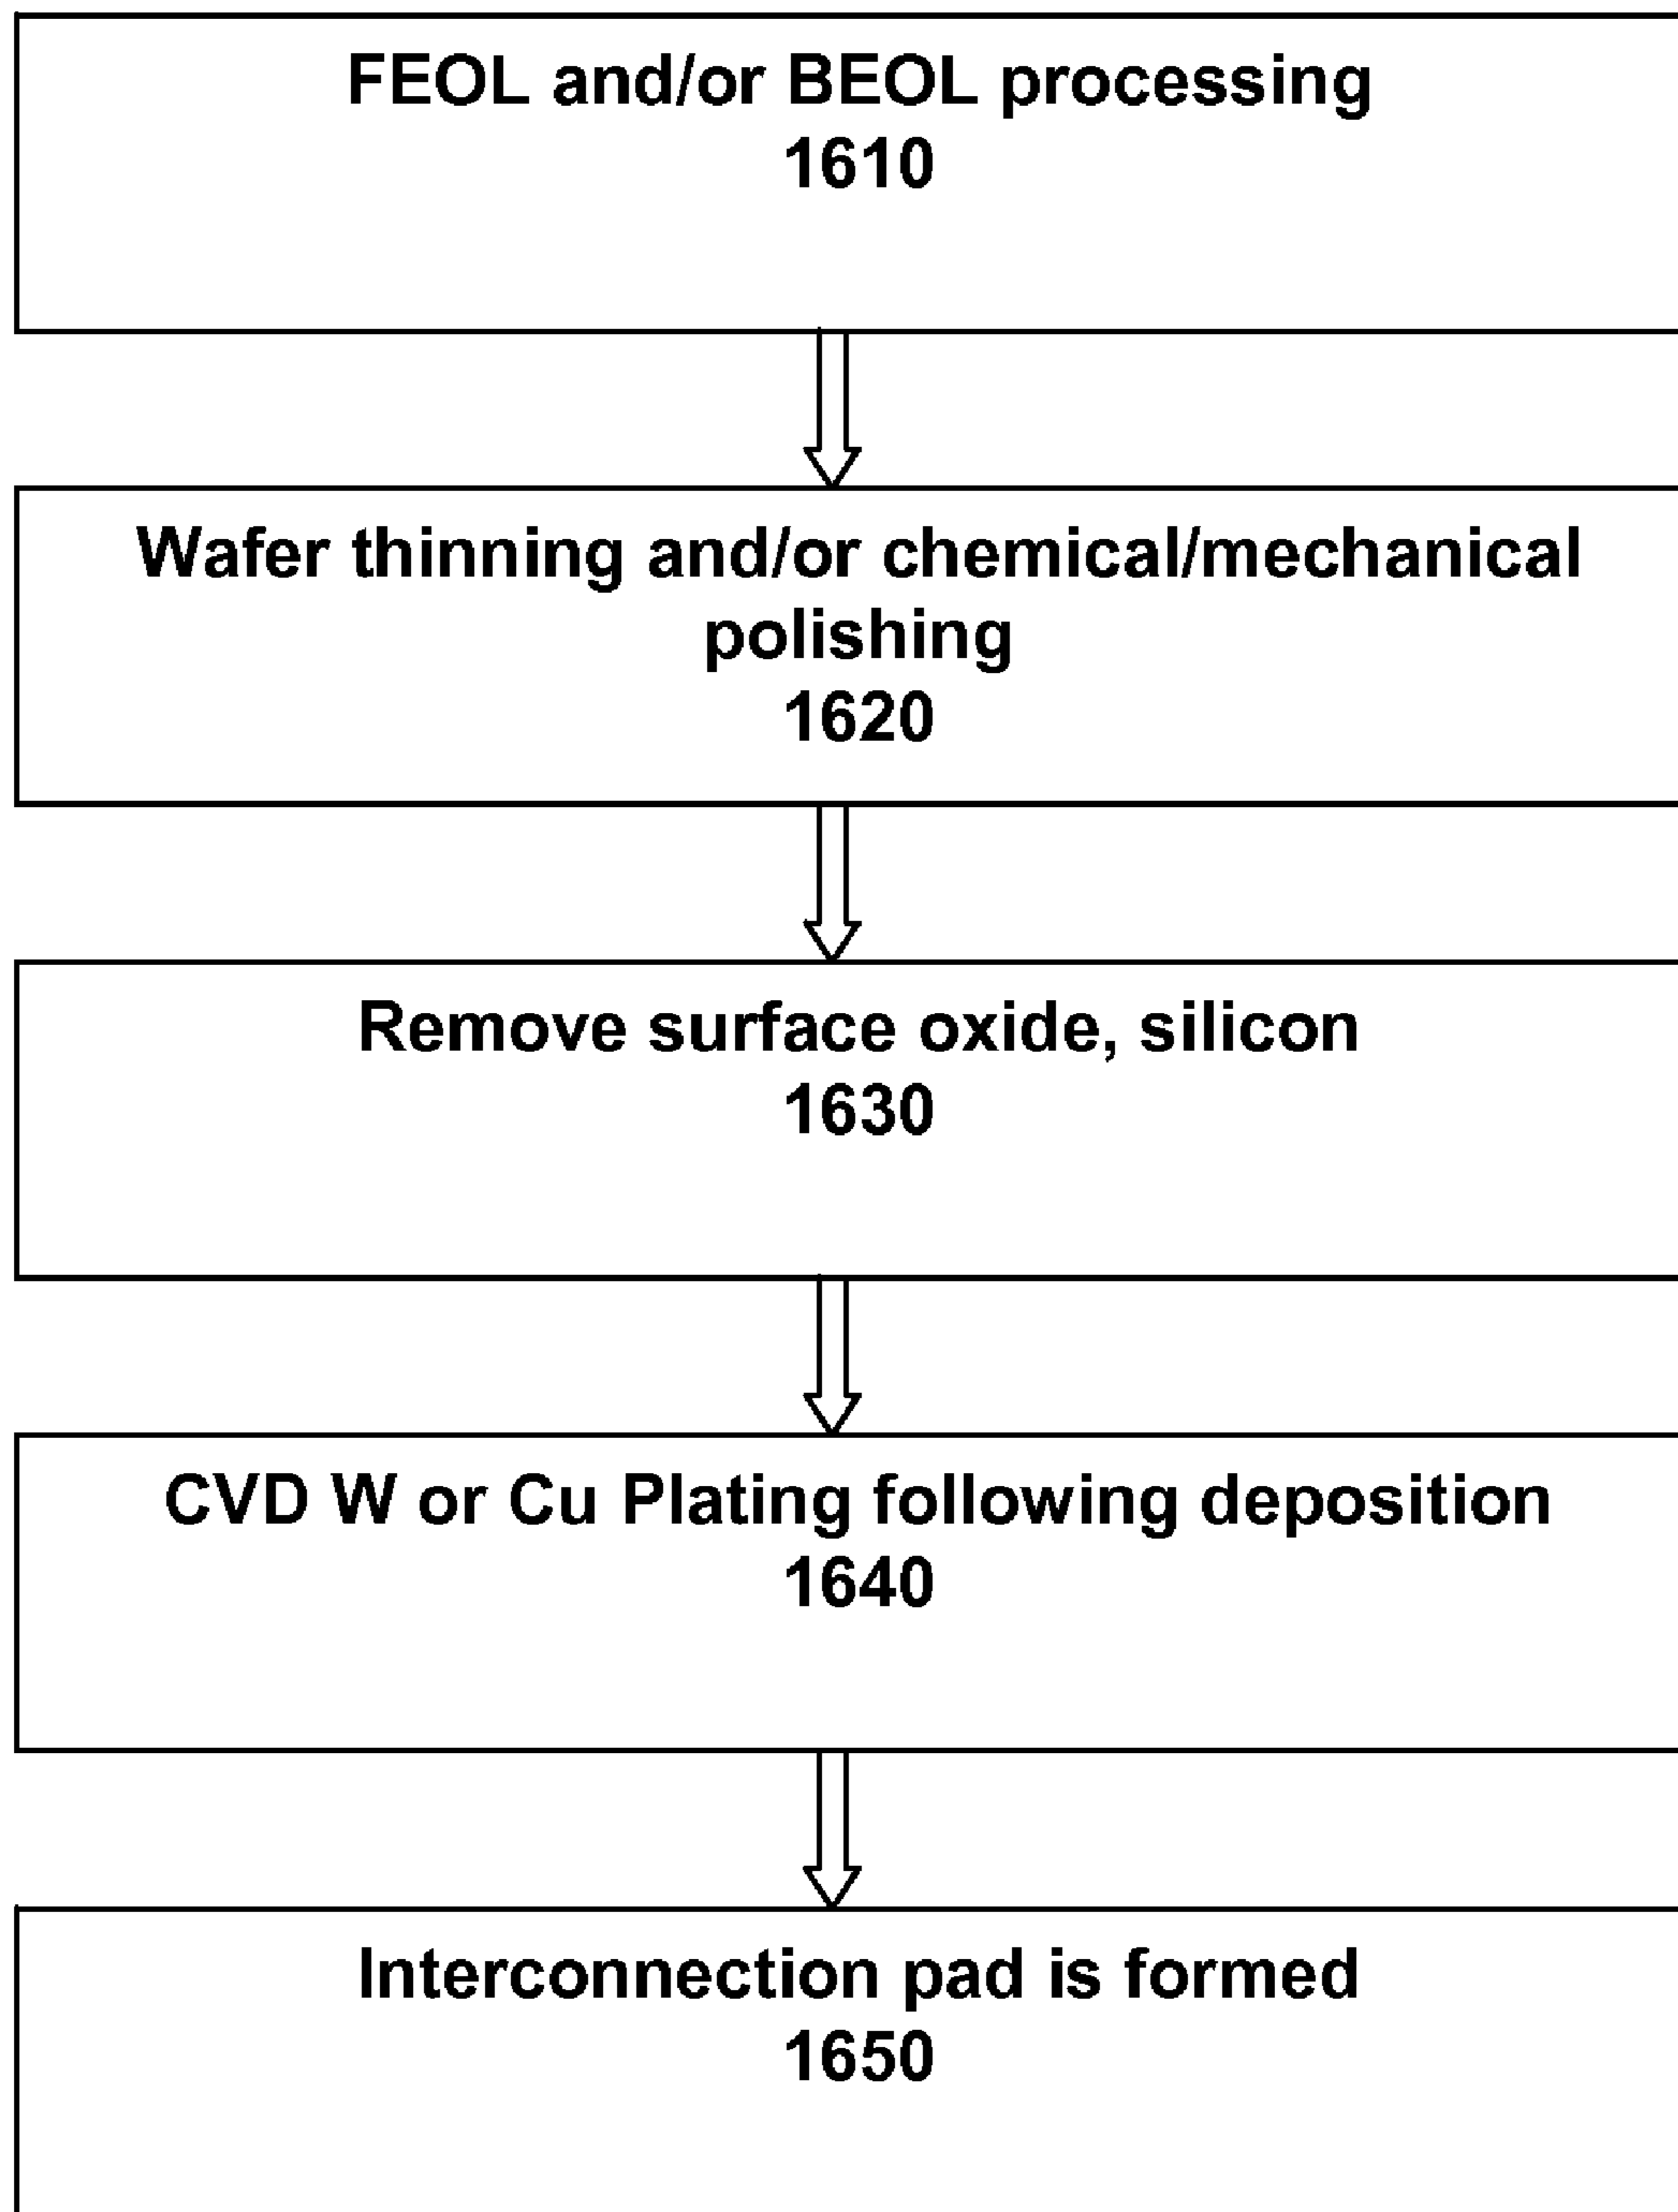 FEOL and/or BEOL processing
1610
Wafer thinning and/or chemical/mechanical
polishing
1620
Remove surface oxide, silicon
1630
CVD W or Cu Plating following deposition
1640
Interconnection pad is formed
1650